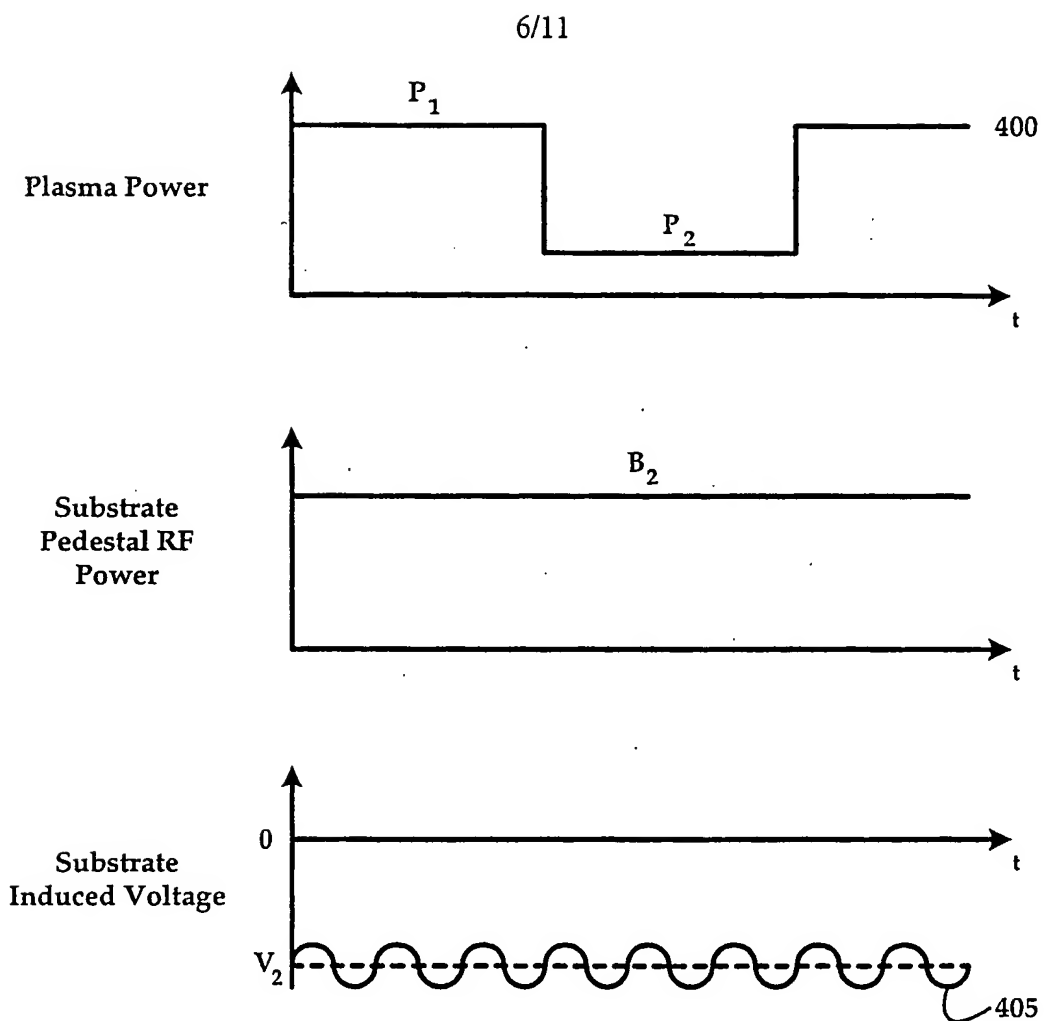 6/11
P1
400
Plasma Power
P2
t
B2
Substrate
Pedestal RF
Power
t
0
t
Substrate
Induced Voltage
V2
405